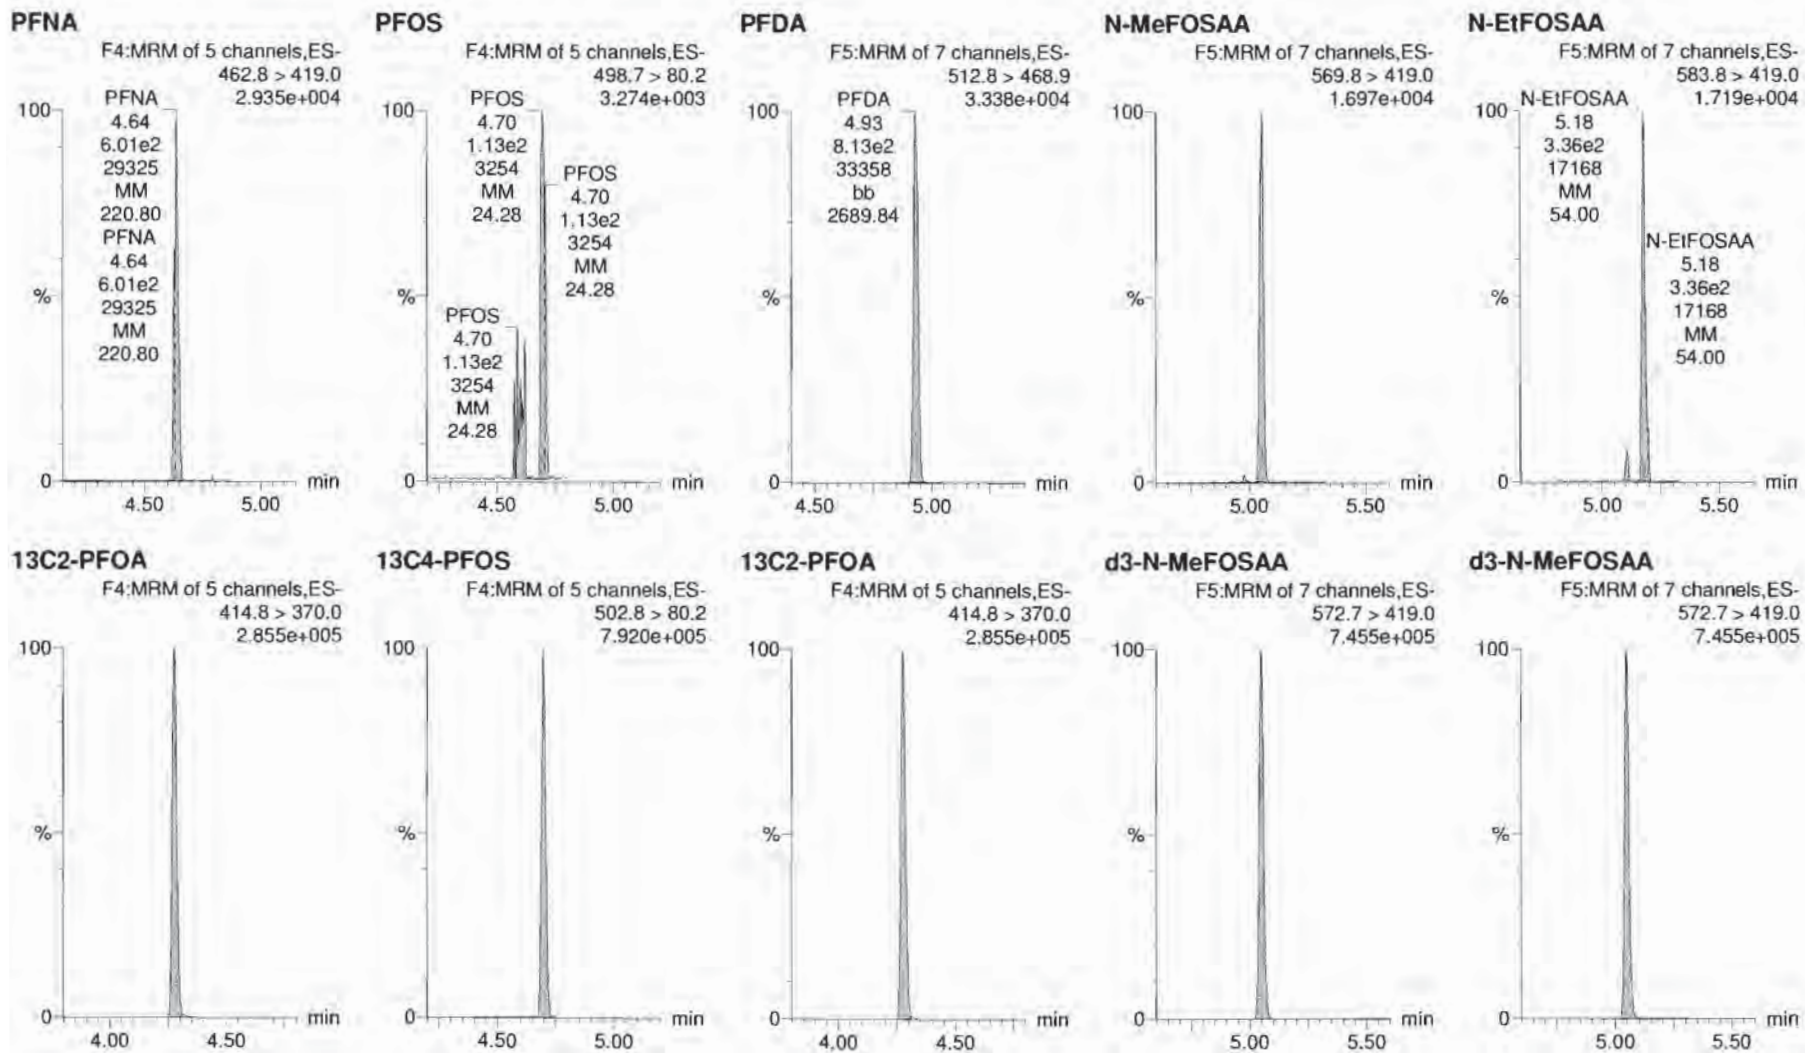 PFNA
F4:MRM of 5 channels,ES-
462.8 > 419.0
2.935e+004
PFNA
4.64
6.01e2
29325
MM
220.80
PFNA
4.64
6.01e2
29325
MM
220.80
100
%
0
4.50
5.00
min
PFOS
F4:MRM of 5 channels,ES-
498.7 > 80.2
3.274e+003
PFOS
4.70
1.13e2
3254
MM
24.28
PFOS
4.70
1.13e2
3254
MM
24.28
PFOS
4.70
1.13e2
3254
MM
24.28
100
%
0
4.50
5.00
min
PFDA
F5:MRM of 7 channels,ES-
512.8 > 468.9
3.338e+004
PFDA
4.93
8.13e2
33358
bb
2689.84
100
%
0
4.50
5.00
min
N-MeFOSAA
F5:MRM of 7 channels,ES-
569.8 > 419.0
1.697e+004
100
%
0
5.00
5.50
min
N-EtFOSAA
F5:MRM of 7 channels,ES-
583.8 > 419.0
1.719e+004
N-EtFOSAA
5.18
3.36e2
17168
MM
54.00
N-EtFOSAA
5.18
3.36e2
17168
MM
54.00
100
%
0
5.00
5.50
min
13C2-PFOA
F4:MRM of 5 channels,ES-
414.8 > 370.0
2.855e+005
100
%
0
4.00
4.50
min
13C4-PFOS
F4:MRM of 5 channels,ES-
502.8 > 80.2
7.920e+005
100
%
0
4.50
5.00
min
13C2-PFOA
F4:MRM of 5 channels,ES-
414.8 > 370.0
2.855e+005
100
%
0
4.00
4.50
min
d3-N-MeFOSAA
F5:MRM of 7 channels,ES-
572.7 > 419.0
7.455e+005
100
%
0
5.00
5.50
min
d3-N-MeFOSAA
F5:MRM of 7 channels,ES-
572.7 > 419.0
7.455e+005
100
%
0
5.00
5.50
min